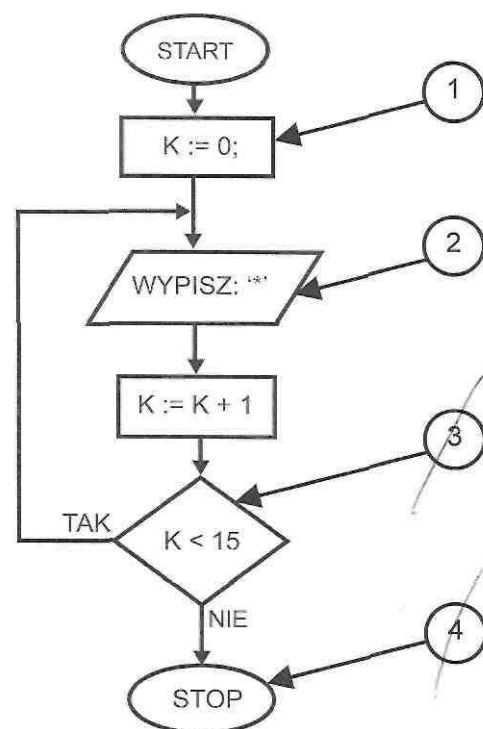 START
1
K := 0;
2
WYPISZ: '*'
K := K + 1
3
TAK
K < 15
NIE
4
STOP